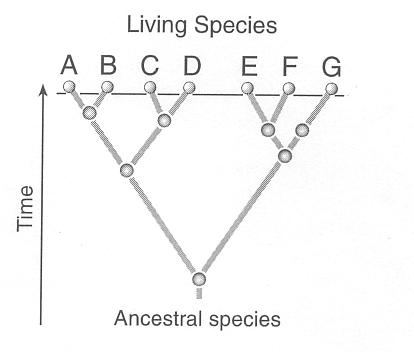 Living Species
A B C D E F G
Time
Ancestral species